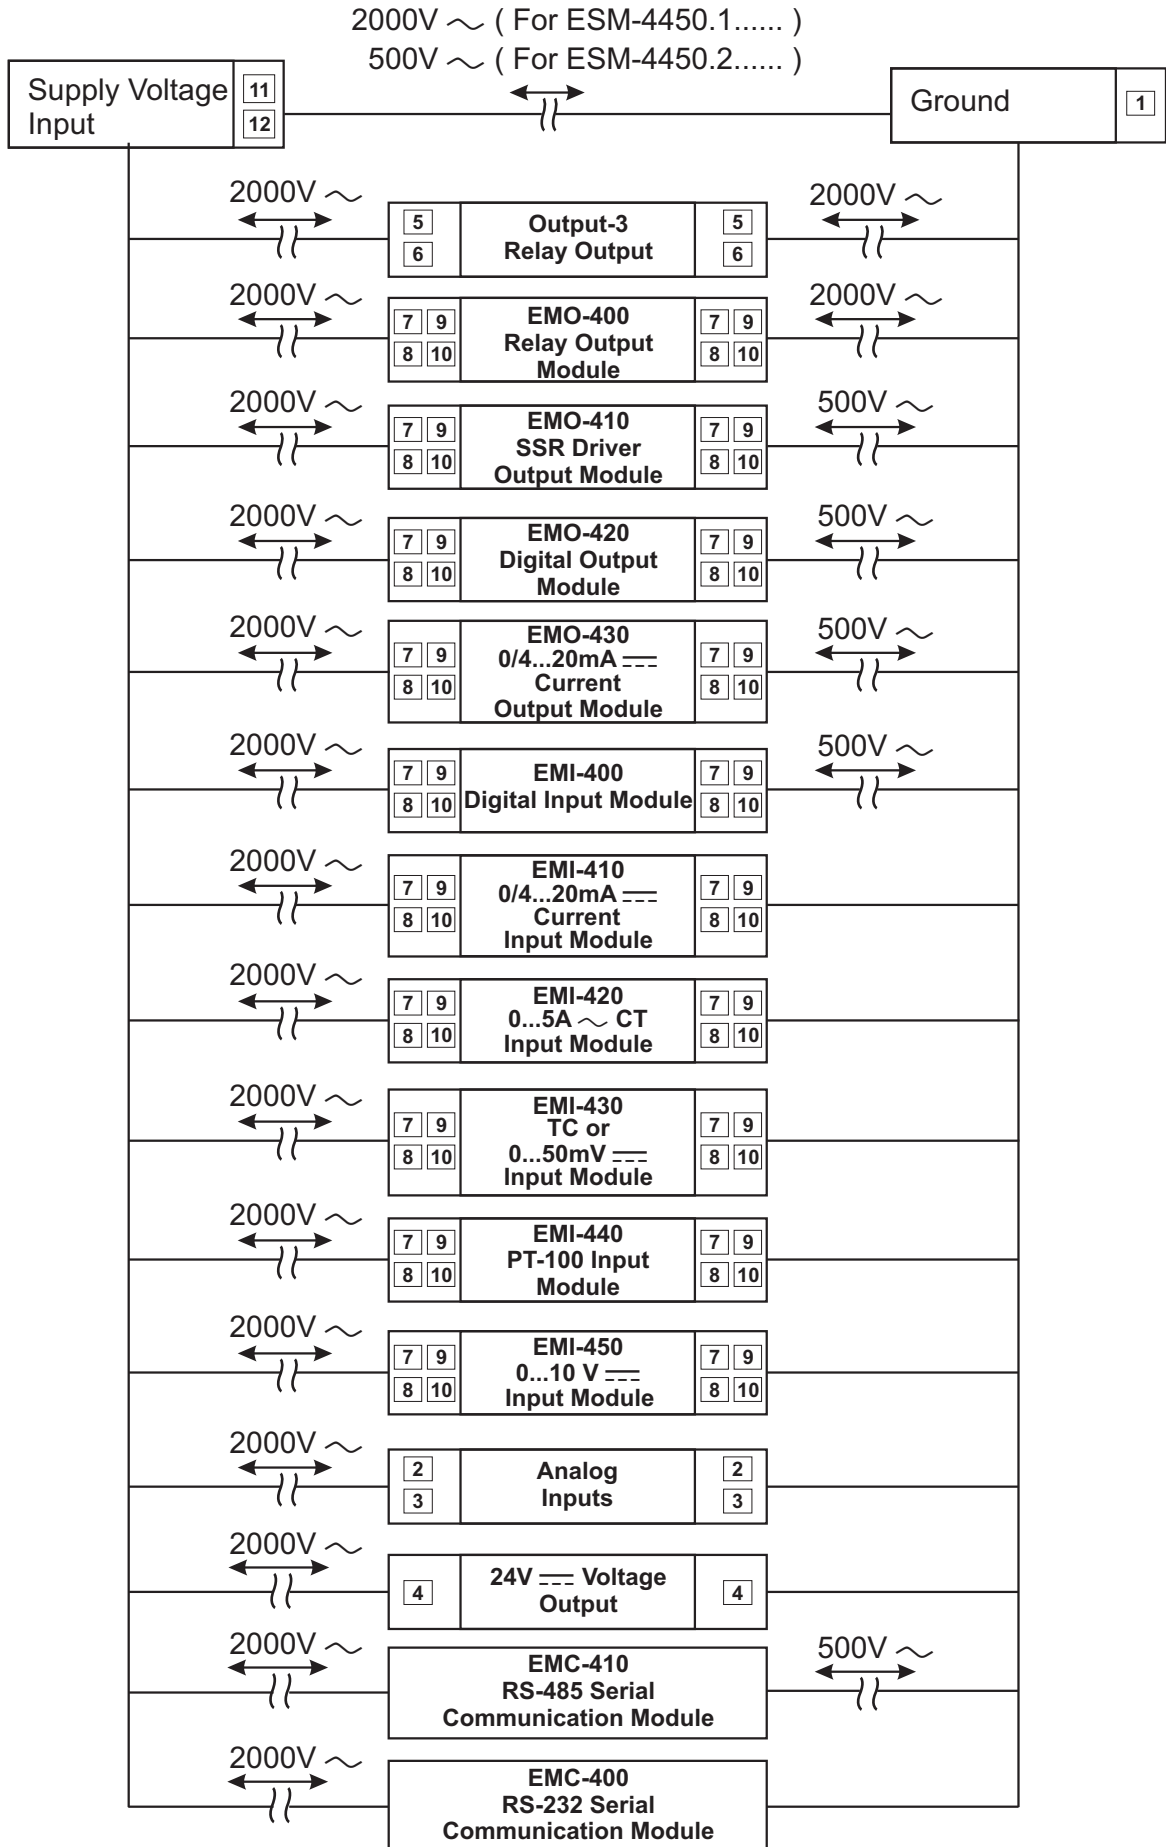 2000V ∼ ( For ESM-4450.1...... )
500V ∼ ( For ESM-4450.2...... )
Supply Voltage 11
Input 12
Ground 1
2000V ∼ 2000V ∼
5 Output-3 5
6 Relay Output 6
2000V ∼ 2000V ∼
7 9 EMO-400 7 9
8 10 Relay Output 8 10
Module
2000V ∼ 500V ∼
7 9 EMO-410 7 9
SSR Driver
8 10 Output Module 8 10
2000V ∼ 500V ∼
7 9 EMO-420 7 9
Digital Output
8 10 Module 8 10
2000V ∼ 500V ∼
EMO-430
7 9 0/4...20mA ⎓ 7 9
8 10 Current 8 10
Output Module
2000V ∼ 500V ∼
7 9 EMI-400 7 9
8 10 Digital Input Module 8 10
2000V ∼
EMI-410
7 9 0/4...20mA ⎓ 7 9
8 10 Current 8 10
Input Module
2000V ∼
7 9 EMI-420 7 9
0...5A ∼ CT
8 10 Input Module 8 10
2000V ∼
EMI-430
7 9 TC or 7 9
8 10 0...50mV ⎓ 8 10
Input Module
2000V ∼
7 9 EMI-440 7 9
PT-100 Input
8 10 Module 8 10
2000V ∼
7 9 EMI-450 7 9
0...10 V ⎓
8 10 Input Module 8 10
2000V ∼
2 Analog 2
3 Inputs 3
2000V ∼
24V ⎓ Voltage
4 Output 4
2000V ∼ 500V ∼
EMC-410
RS-485 Serial
Communication Module
2000V ∼
EMC-400
RS-232 Serial
Communication Module